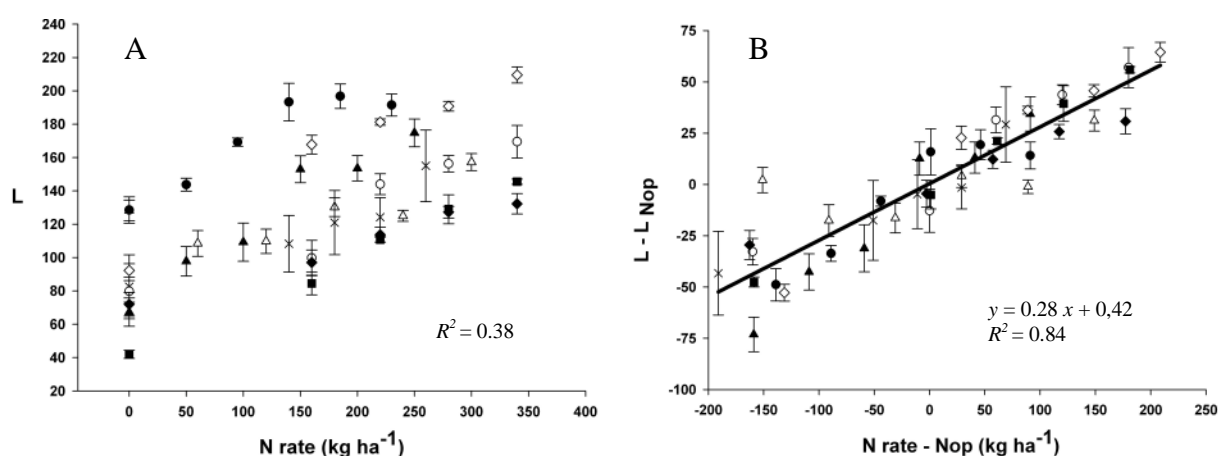 A
L
240
220
200
180
160
140
120
100
80
60
40
20
R² = 0.38
0 50 100 150 200 250 300 350 400
N rate (kg ha⁻¹)
B
L - L Nop
75
50
25
0
-25
-50
-75
-100
y = 0.28 x + 0,42
R² = 0.84
-200 -150 -100 -50 0 50 100 150 200 250
N rate - Nop (kg ha⁻¹)